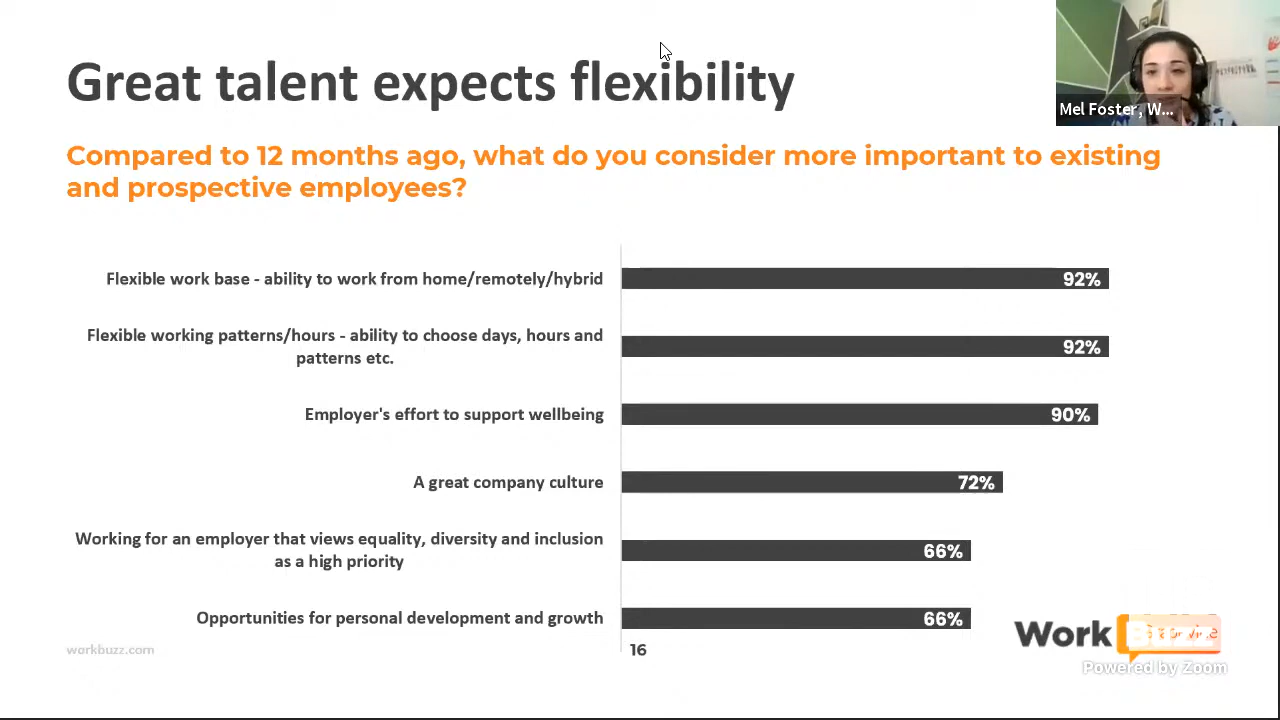 Great talent expects flexibility
Mel Foster, W...
Compared to 12 months ago, what do you consider more important to existing
and prospective employees?
Flexible work base - ability to work from home/remotely/hybrid
92%
Flexible working patterns/hours - ability to choose days, hours and
patterns etc.
92%
Employer's effort to support wellbeing
90%
A great company culture
72%
Working for an employer that views equality, diversity and inclusion
as a high priority
66%
Opportunities for personal development and growth
66%
workbuzz.com
16
Work Buzz
Powered by Zoom